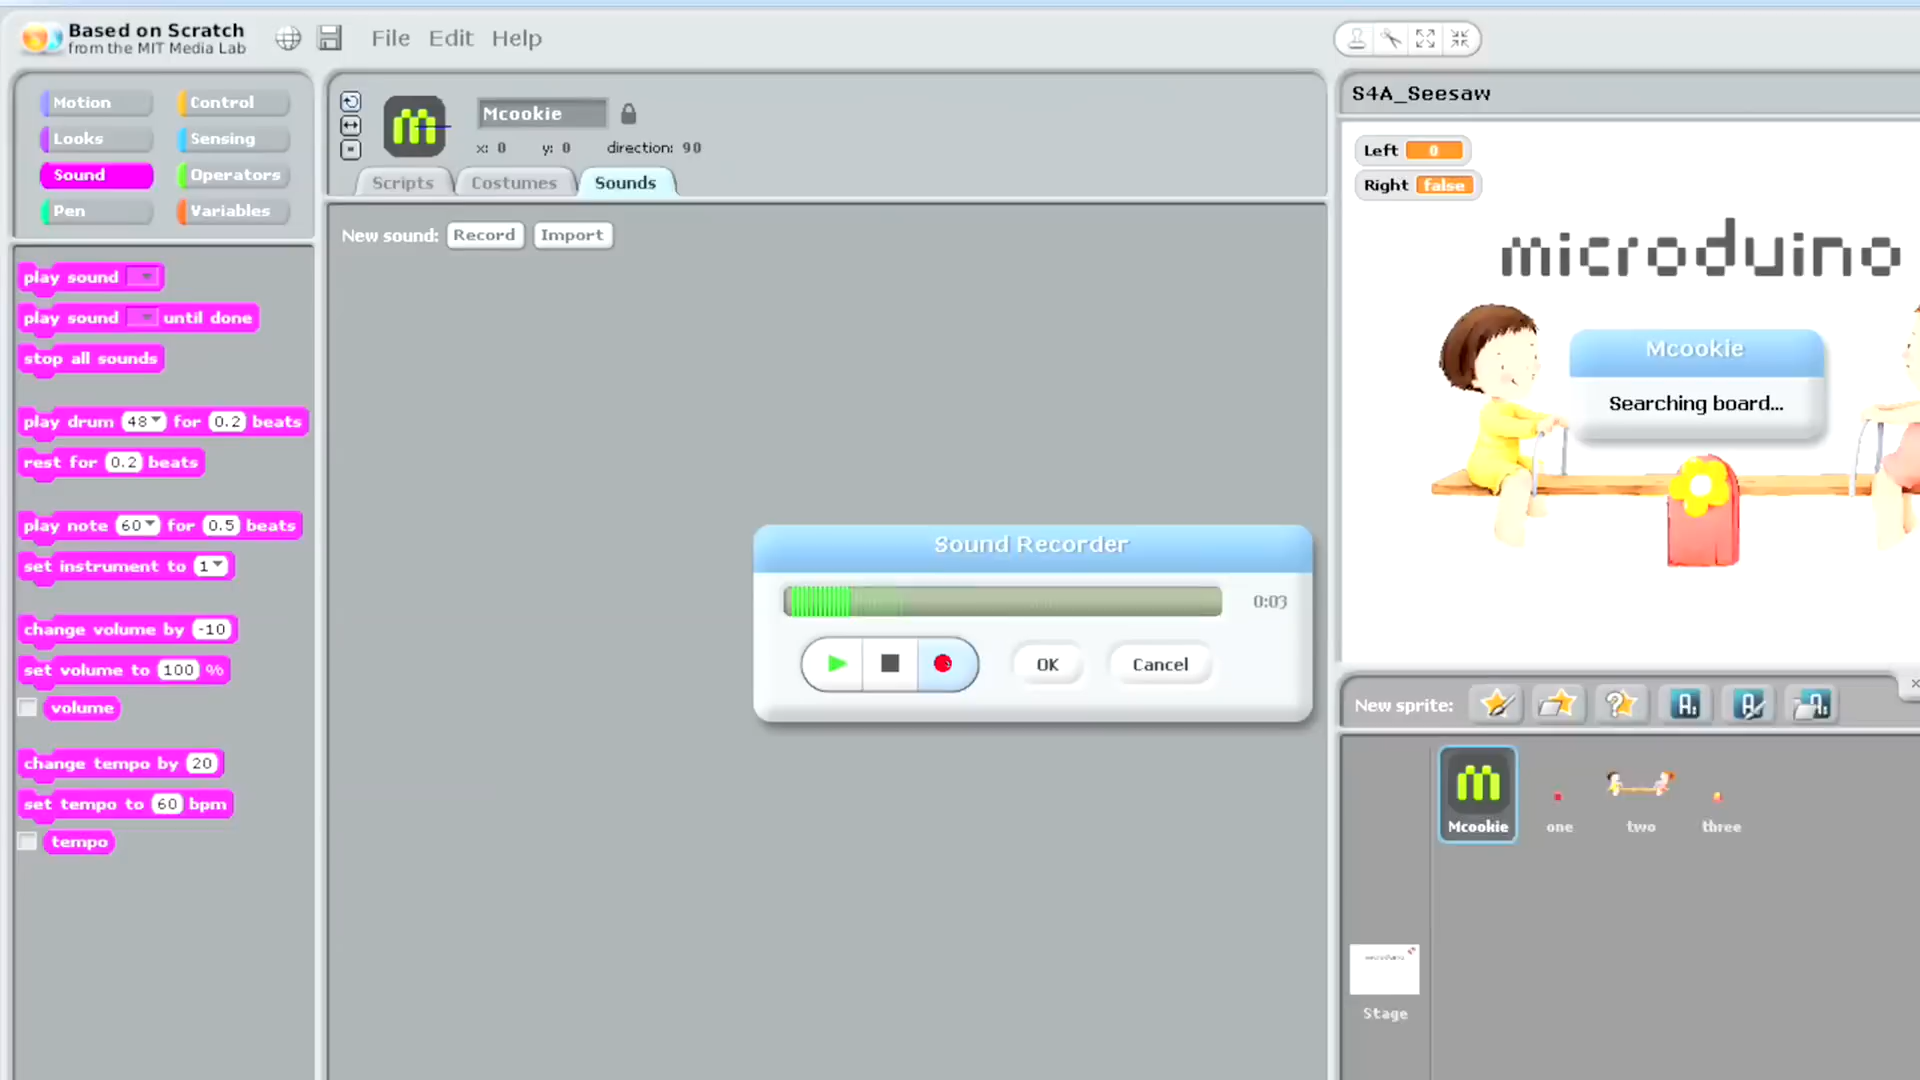 Based on Scratch
from the MIT Media Lab
File Edit Help
Motion Control
Looks Sensing
Sound Operators
Pen Variables
play sound
play sound until done
stop all sounds
play drum 48 for 0.2 beats
rest for 0.2 beats
play note 60 for 0.5 beats
set instrument to 1
change volume by -10
set volume to 100 %
volume
change tempo by 20
set tempo to 60 bpm
tempo
Mcookie
x: 0 y: 0 direction: 90
Scripts Costumes Sounds
New sound: Record Import
Sound Recorder
0:03
OK Cancel
S4A_Seesaw
Left 0
Right false
microduino
Mcookie
Searching board...
New sprite:
Mcookie one two three
Stage